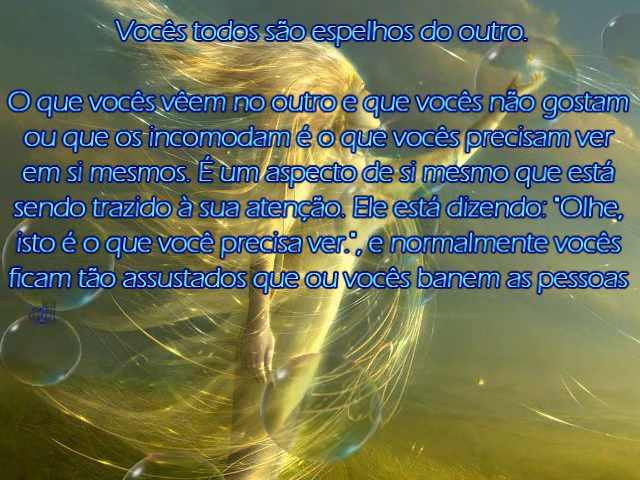 Vocês todos são espelhos do outro.
O que vocês vêem no outro e que vocês não gostam
ou que os incomodam é o que vocês precisam ver
em si mesmos. É um aspecto de si mesmo que está
sendo trazido à sua atenção. Ele está dizendo: "Olhe,
isto é o que você precisa ver.", e normalmente vocês
ficam tão assustados que ou vocês banem as pessoas